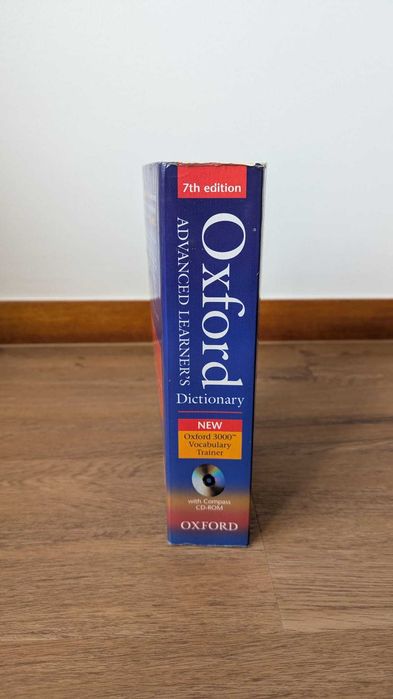 7th edition
Oxford
ADVANCED LEARNER'S
Dictionary
NEW
Oxford 3000™
Vocabulary
Trainer
with Compass
CD-ROM
OXFORD